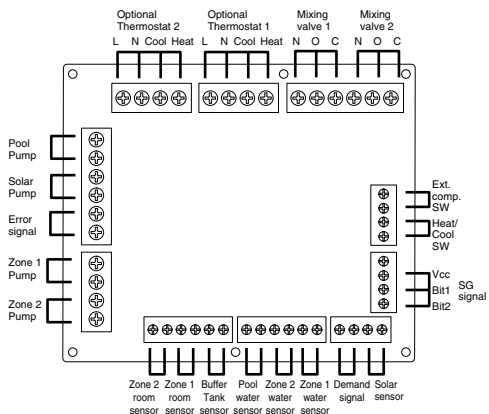 Optional
Thermostat 2
Optional
Thermostat 1
Mixing
valve 1
Mixing
valve 2
L N Cool Heat
L N Cool Heat
N O C
N O C
Pool
Pump
Solar
Pump
Error
signal
Zone 1
Pump
Zone 2
Pump
Ext.
comp.
SW
Heat/
Cool
SW
Vcc
Bit1
Bit2
SG
signal
Zone 2
room
sensor
Zone 1
room
sensor
Buffer
Tank
sensor
Pool
water
sensor
Zone 2
water
sensor
Zone 1
water
sensor
Demand
signal
Solar
sensor